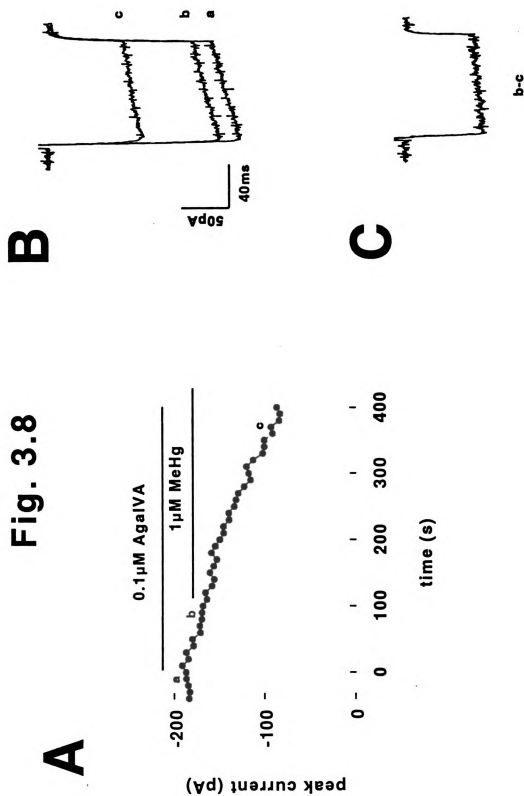 Fig. 3.8
A
0.1µM AgaIVA
1µM MeHg
a
b
c
-200 -
-100 -
0 -
0 100 200 300 400
time (s)
peak current (pA)
B
c
b
a
50pA
40ms
C
b-c